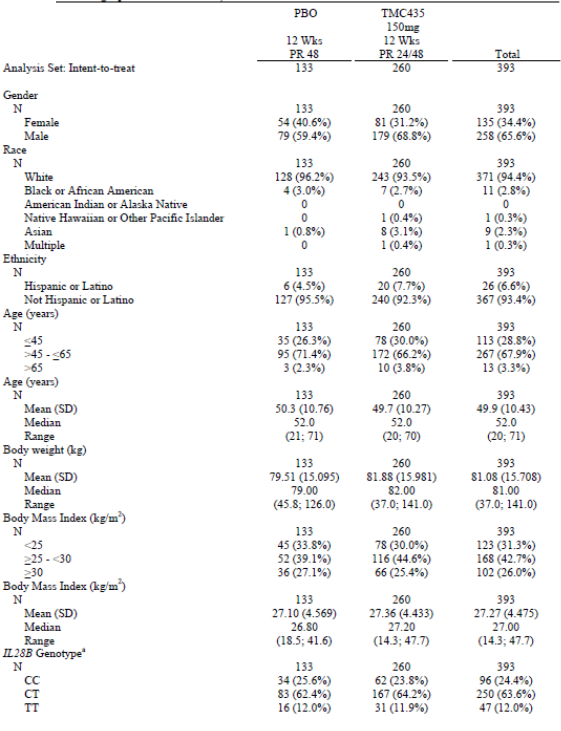 PBO TMC435
150mg
12 Wks 12 Wks
PR 48 PR 24/48 Total
Analysis Set: Intent-to-treat 133 260 393
Gender
N 133 260 393
Female 54 (40.6%) 81 (31.2%) 135 (34.4%)
Male 79 (59.4%) 179 (68.8%) 258 (65.6%)
Race
N 133 260 393
White 128 (96.2%) 243 (93.5%) 371 (94.4%)
Black or African American 4 (3.0%) 7 (2.7%) 11 (2.8%)
American Indian or Alaska Native 0 0 0
Native Hawaiian or Other Pacific Islander 0 1 (0.4%) 1 (0.3%)
Asian 1 (0.8%) 8 (3.1%) 9 (2.3%)
Multiple 0 1 (0.4%) 1 (0.3%)
Ethnicity
N 133 260 393
Hispanic or Latino 6 (4.5%) 20 (7.7%) 26 (6.6%)
Not Hispanic or Latino 127 (95.5%) 240 (92.3%) 367 (93.4%)
Age (years)
N 133 260 393
≤45 35 (26.3%) 78 (30.0%) 113 (28.8%)
>45 - ≤65 95 (71.4%) 172 (66.2%) 267 (67.9%)
>65 3 (2.3%) 10 (3.8%) 13 (3.3%)
Age (years)
N 133 260 393
Mean (SD) 50.3 (10.76) 49.7 (10.27) 49.9 (10.43)
Median 52.0 52.0 52.0
Range (21; 71) (20; 70) (20; 71)
Body weight (kg)
N 133 260 393
Mean (SD) 79.51 (15.095) 81.88 (15.981) 81.08 (15.708)
Median 79.00 82.00 81.00
Range (45.8; 126.0) (37.0; 141.0) (37.0; 141.0)
Body Mass Index (kg/m²)
N 133 260 393
<25 45 (33.8%) 78 (30.0%) 123 (31.3%)
≥25 - <30 52 (39.1%) 116 (44.6%) 168 (42.7%)
≥30 36 (27.1%) 66 (25.4%) 102 (26.0%)
Body Mass Index (kg/m²)
N 133 260 393
Mean (SD) 27.10 (4.569) 27.36 (4.433) 27.27 (4.475)
Median 26.80 27.20 27.00
Range (18.5; 41.6) (14.3; 47.7) (14.3; 47.7)
IL28B Genotypeᵃ
N 133 260 393
CC 34 (25.6%) 62 (23.8%) 96 (24.4%)
CT 83 (62.4%) 167 (64.2%) 250 (63.6%)
TT 16 (12.0%) 31 (11.9%) 47 (12.0%)